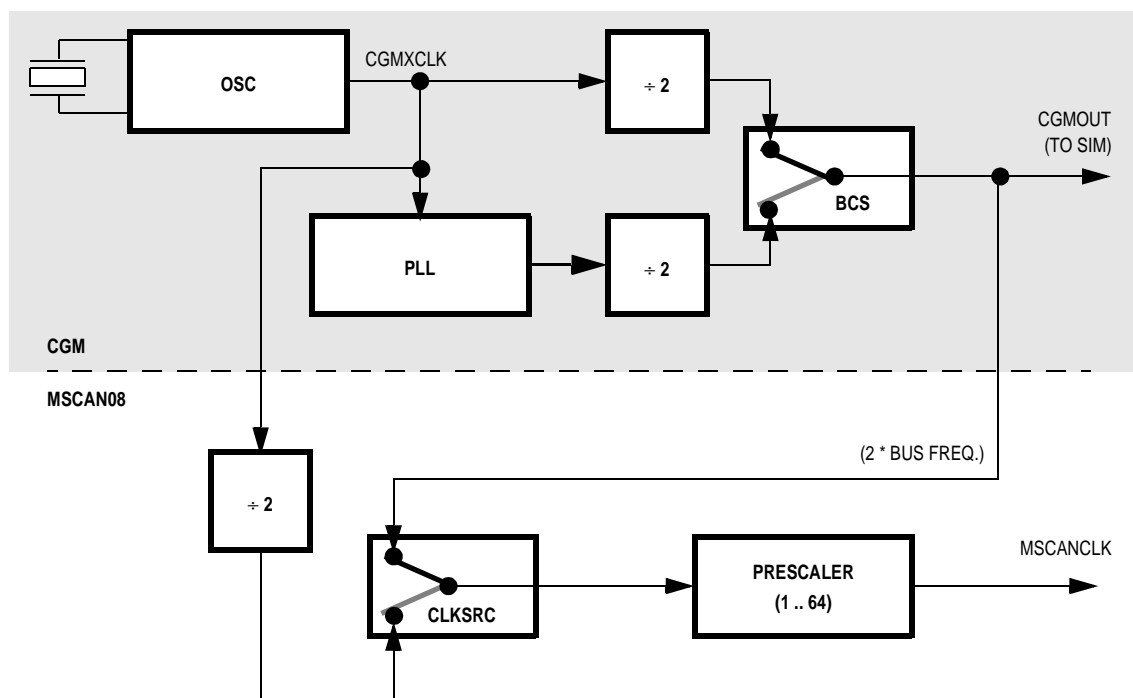 OSC
CGMXCLK
÷ 2
CGMOUT
(TO SIM)
BCS
PLL
÷ 2
CGM
MSCAN08
(2 * BUS FREQ.)
÷ 2
MSCANCLK
PRESCALER
(1 .. 64)
CLKSRC